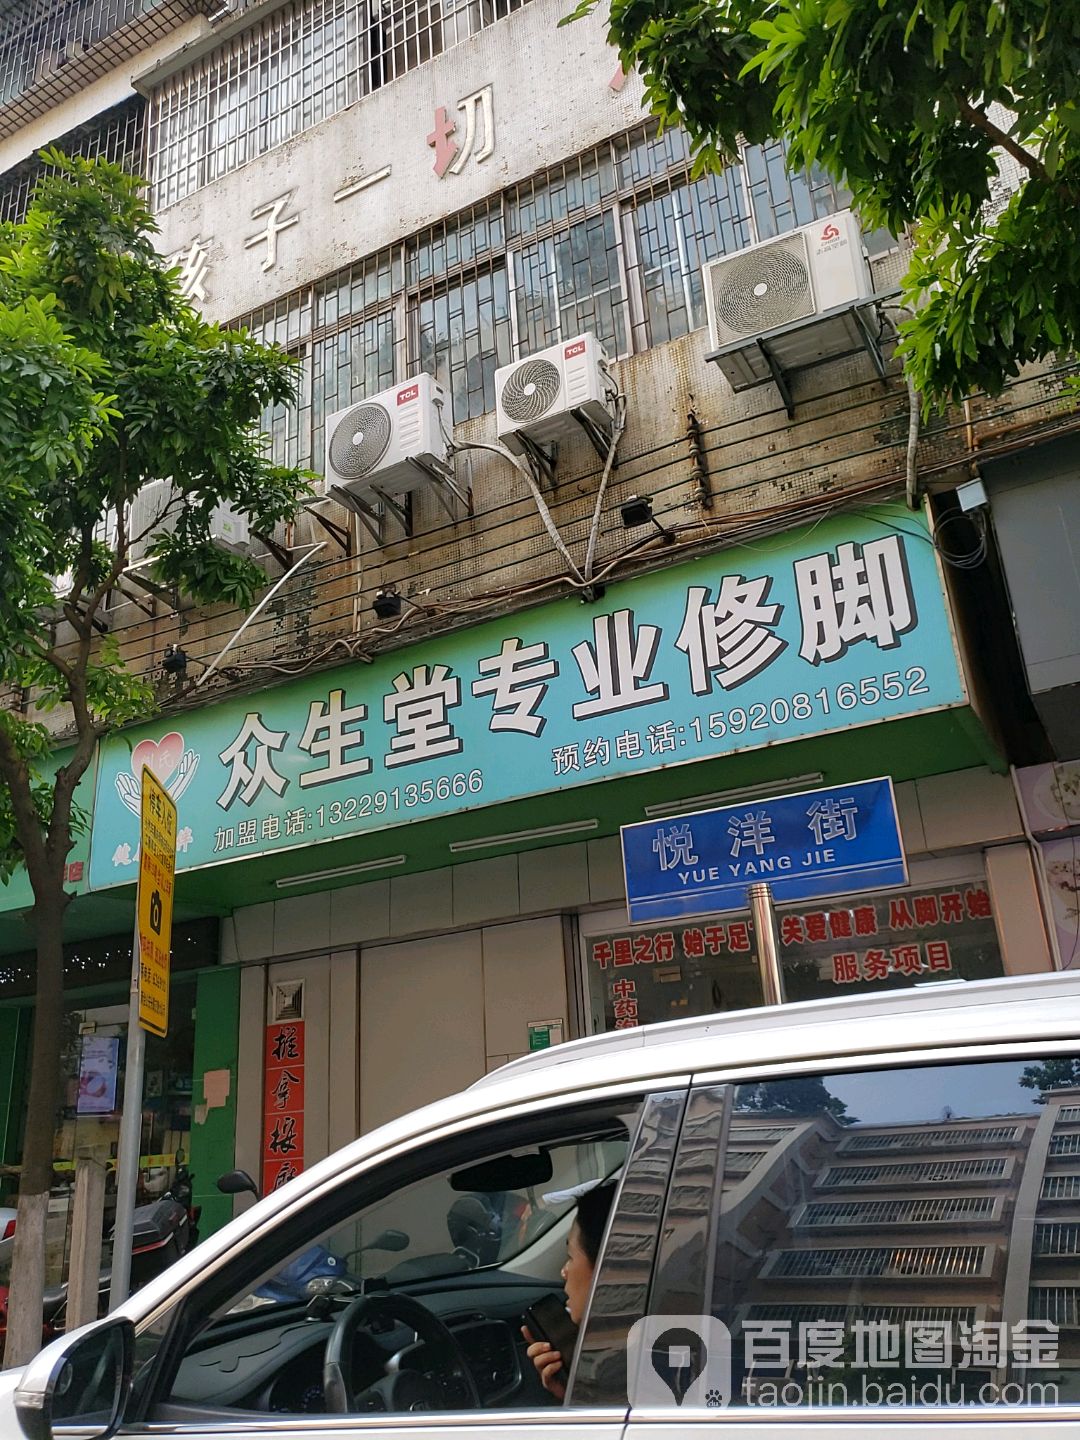 孩子一切
TCL
TCL
众生堂专业修脚
加盟电话:13229135666
预约电话:15920816552
悦洋街
YUE YANG JIE
千里之行 始于足 关爱健康 从脚开始
服务项目
中药泡
推拿按
百度地图淘金
taojin.baidu.com